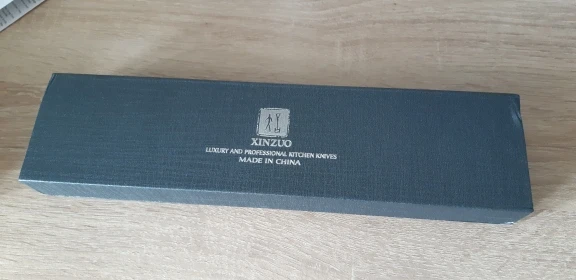 XINZUO
LUXURY AND PROFESSIONAL KITCHEN KNIVES
MADE IN CHINA